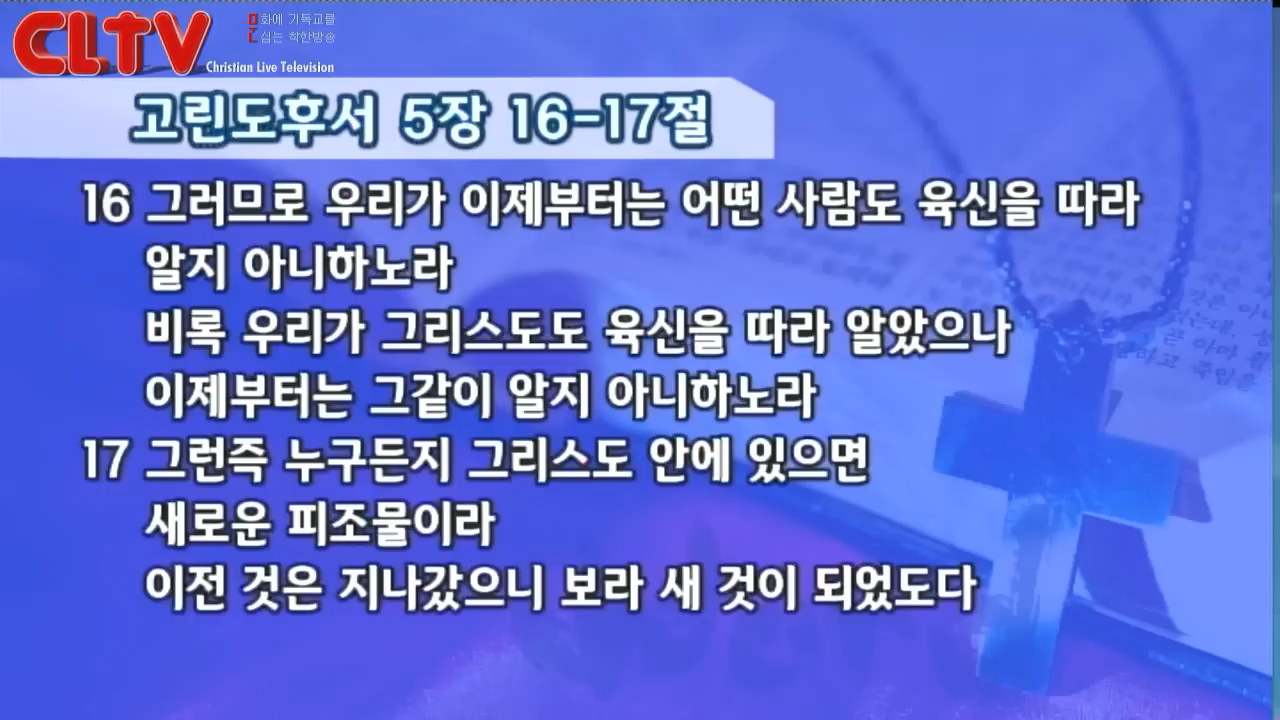 CLTV
문화에 기독교를
심는 착한방송
Christian Live Television
고린도후서 5장 16-17절
16 그러므로 우리가 이제부터는 어떤 사람도 육신을 따라
알지 아니하노라
비록 우리가 그리스도도 육신을 따라 알았으나
이제부터는 그같이 알지 아니하노라
17 그런즉 누구든지 그리스도 안에 있으면
새로운 피조물이라
이전 것은 지나갔으니 보라 새 것이 되었도다